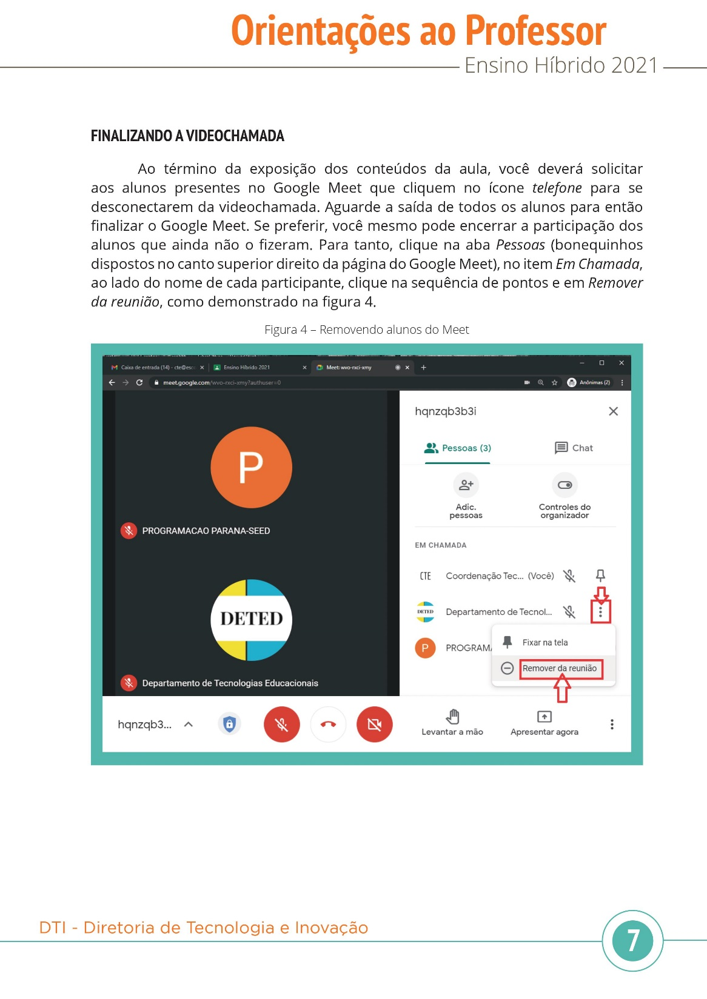 Orientações ao Professor
Ensino Híbrido 2021
FINALIZANDO A VIDEOCHAMADA
Ao término da exposição dos conteúdos da aula, você deverá solicitar
aos alunos presentes no Google Meet que cliquem no ícone telefone para se
desconectarem da videochamada. Aguarde a saída de todos os alunos para então
finalizar o Google Meet. Se preferir, você mesmo pode encerrar a participação dos
alunos que ainda não o fizeram. Para tanto, clique na aba Pessoas (bonequinhos
dispostos no canto superior direito da página do Google Meet), no item Em Chamada,
ao lado do nome de cada participante, clique na sequência de pontos e em Remover
da reunião, como demonstrado na figura 4.
Figura 4 – Removendo alunos do Meet
Caixa de entrada (14) - cte@esc
Ensino Híbrido 2021
Meet: wvo-rxci-xmy
meet.google.com/wvo-rxci-xmy?authuser=0
Anônimas (2)
hqnzqb3b3i
Pessoas (3)
Chat
P
Adic.
pessoas
Controles do
organizador
PROGRAMACAO PARANA-SEED
EM CHAMADA
CTE Coordenação Tec... (Você)
DETED Departamento de Tecnol...
DETED
P PROGRAM
Fixar na tela
Remover da reunião
Departamento de Tecnologias Educacionais
hqnzqb3...
Levantar a mão
Apresentar agora
DTI - Diretoria de Tecnologia e Inovação
7